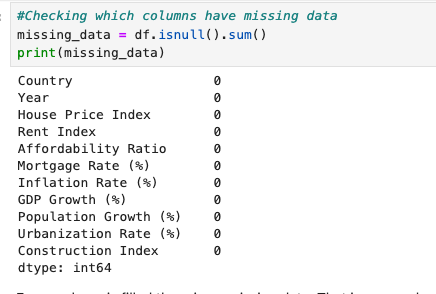 #Checking which columns have missing data
missing_data = df.isnull().sum()
print(missing_data)
Country 0
Year 0
House Price Index 0
Rent Index 0
Affordability Ratio 0
Mortgage Rate (%) 0
Inflation Rate (%) 0
GDP Growth (%) 0
Population Growth (%) 0
Urbanization Rate (%) 0
Construction Index 0
dtype: int64